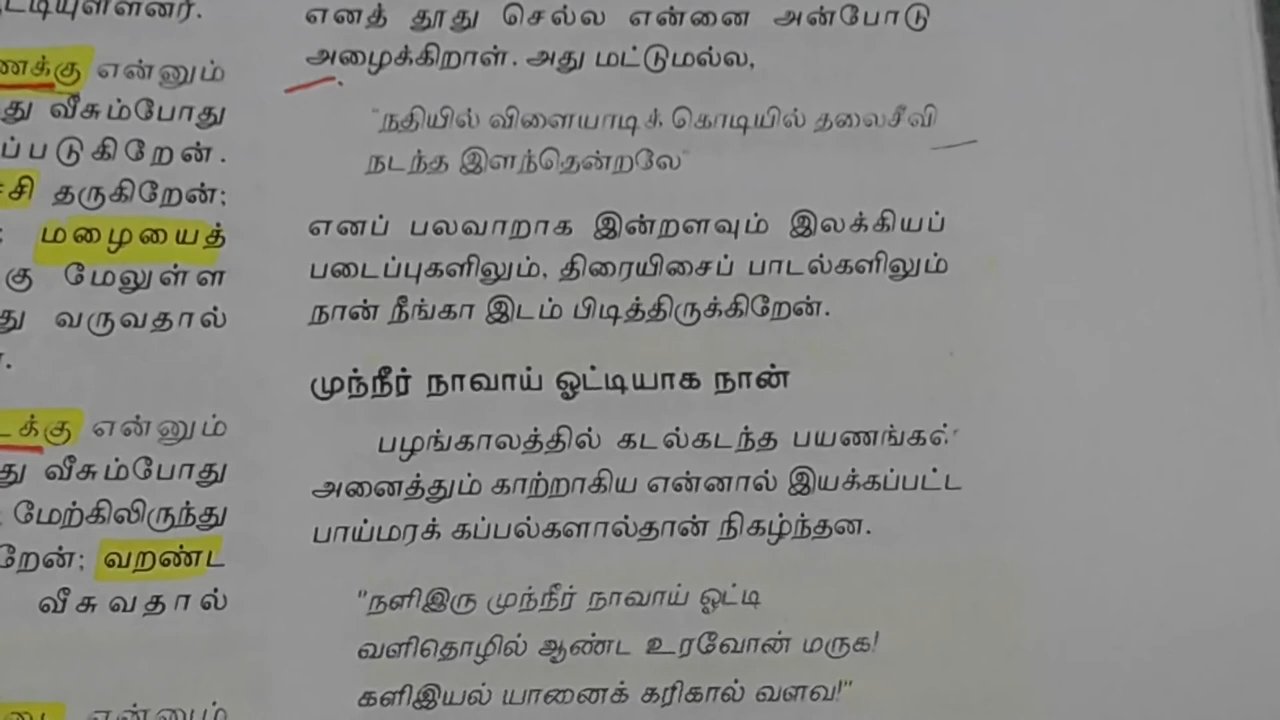 ணக்கு என்னும்
து வீசும்போது
ப்படுகிறேன்.
ச்சி தருகிறேன்;
மழையைத்
கு மேலுள்ள
து வருவதால்
டக்கு என்னும்
து வீசும்போது
மேற்கிலிருந்து
றேன்; வறண்ட
வீசுவதால்
எனத் தூது செல்ல என்னை அன்போடு
அழைக்கிறாள். அது மட்டுமல்ல,
"நதியில் விளையாடிக் கொடியில் தலைசீவி
நடந்த இளந்தென்றலே"
எனப் பலவாறாக இன்றளவும் இலக்கியப்
படைப்புகளிலும், திரையிசைப் பாடல்களிலும்
நான் நீங்கா இடம் பிடித்திருக்கிறேன்.
முந்நீர் நாவாய் ஓட்டியாக நான்
பழங்காலத்தில் கடல்கடந்த பயணங்கள்
அனைத்தும் காற்றாகிய என்னால் இயக்கப்பட்ட
பாய்மரக் கப்பல்களால்தான் நிகழ்ந்தன.
"நளிஇரு முந்நீர் நாவாய் ஓட்டி
வளிதொழில் ஆண்ட உரவோன் மருக!
களிஇயல் யானைக் கரிகால் வளவ!"